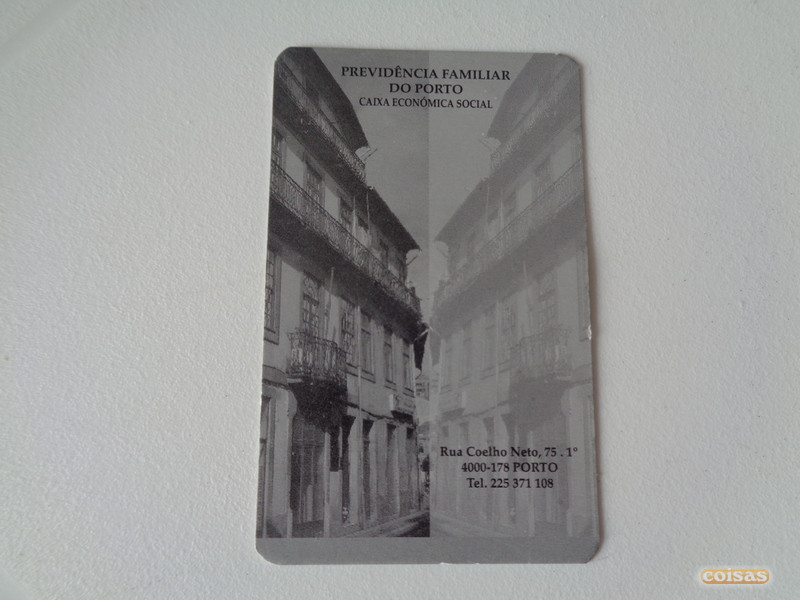 PREVIDÊNCIA FAMILIAR
DO PORTO
CAIXA ECONÓMICA SOCIAL
Rua Coelho Neto, 75 . 1º
4000-178 PORTO
Tel. 225 371 108
coisas